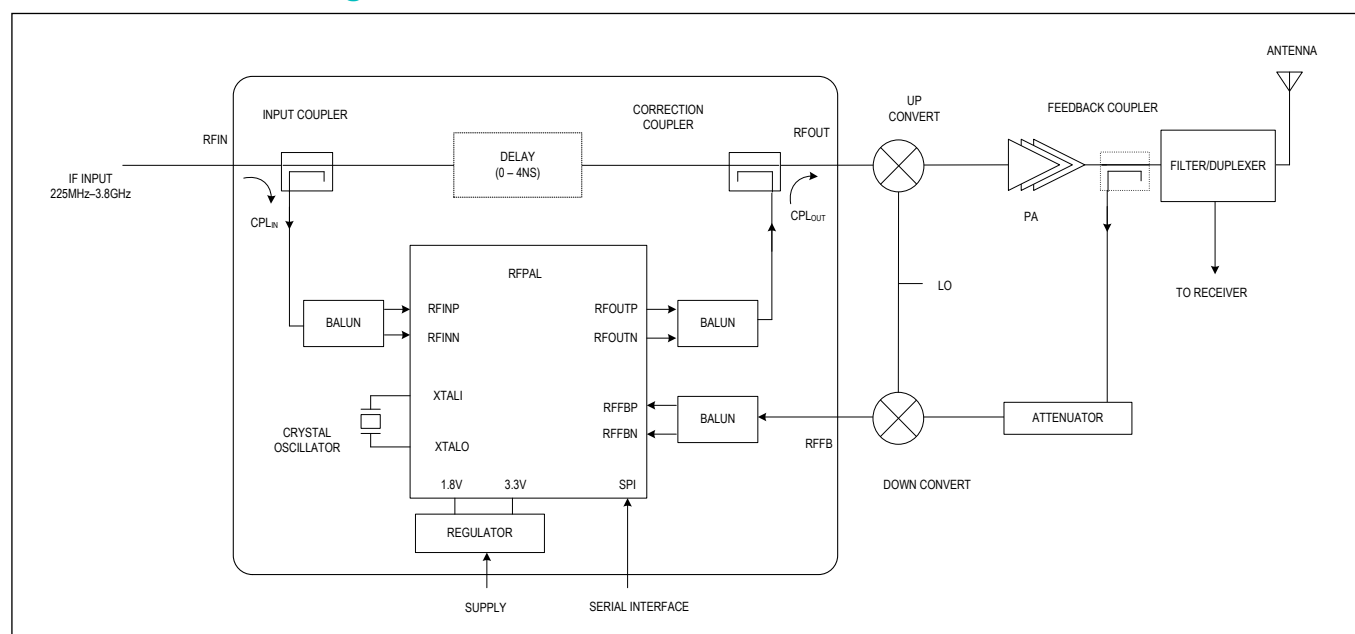 ANTENNA
UP
CONVERT
FEEDBACK COUPLER
INPUT COUPLER
CORRECTION
COUPLER
RFIN
RFOUT
DELAY
(0 – 4NS)
FILTER/DUPLEXER
IF INPUT
225MHz–3.8GHz
CPLIN
CPLOUT
PA
RFPAL
LO
TO RECEIVER
BALUN
RFINP
RFINN
RFOUTP
RFOUTN
BALUN
XTALI
XTALO
CRYSTAL
OSCILLATOR
RFFBP
RFFBN
BALUN
RFFB
ATTENUATOR
DOWN CONVERT
1.8V
3.3V
SPI
REGULATOR
SUPPLY
SERIAL INTERFACE